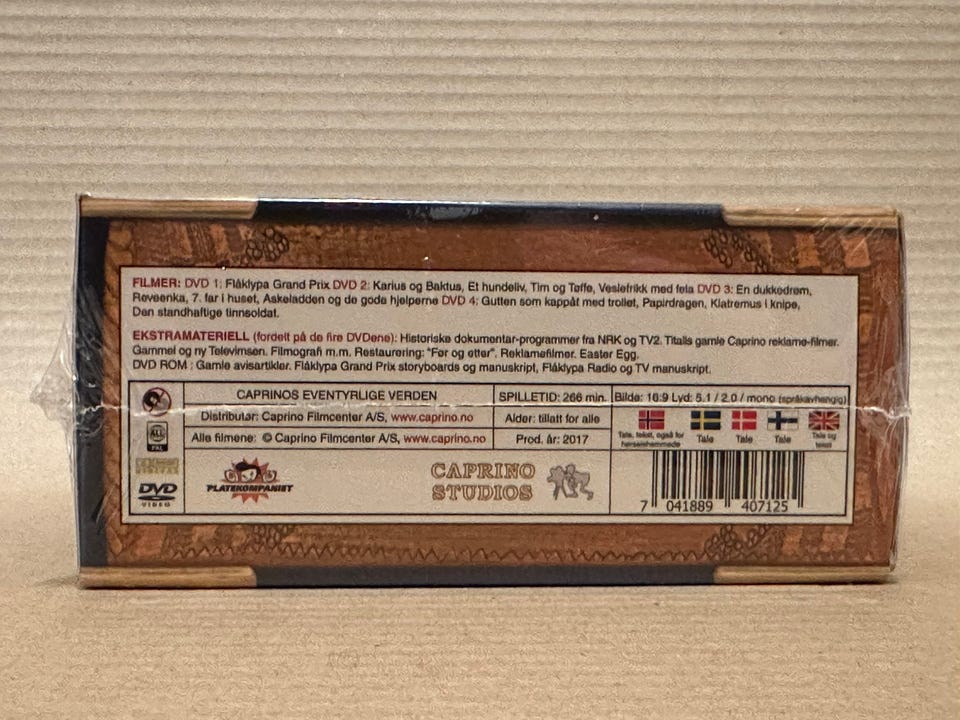 FILMER: DVD 1: Flåklypa Grand Prix DVD 2: Karius og Baktus, Et hundeliv, Tim og Tøffe, Veslefrikk med fela DVD 3: En dukkedrøm,
Reveenka, 7. far i huset, Askeladden og de gode hjelperne DVD 4: Gutten som kappåt med trollet, Papirdragen, Klatremus i knipe,
Den standhaftige tinnsoldat.
EKSTRAMATERIELL (fordelt på de fire DVDene): Historiske dokumentar-programmer fra NRK og TV2. Titalls gamle Caprino reklame-filmer.
Gammel og ny Televimsen. Filmografi m.m. Restaurering: "Før og etter". Reklamefilmer. Easter Egg.
DVD ROM : Gamle avisartikler. Flåklypa Grand Prix storyboards og manuskript, Flåklypa Radio og TV manuskript.
CAPRINOS EVENTYRLIGE VERDEN
SPILLETID: 266 min.
Bilde: 16:9 Lyd: 5.1 / 2.0 / mono (språkavhengig)
Distributør: Caprino Filmcenter A/S, www.caprino.no
Alder: tillatt for alle
Alle filmene: © Caprino Filmcenter A/S, www.caprino.no
Prod. år: 2017
Tale, tekst, også for
hørselshemmede
Tale
Tale
Tale
Tale og
tekst
ALL
PAL
DVD
VIDEO
PLATEKOMPANIET
CAPRINO
STUDIOS
7 041889 407125